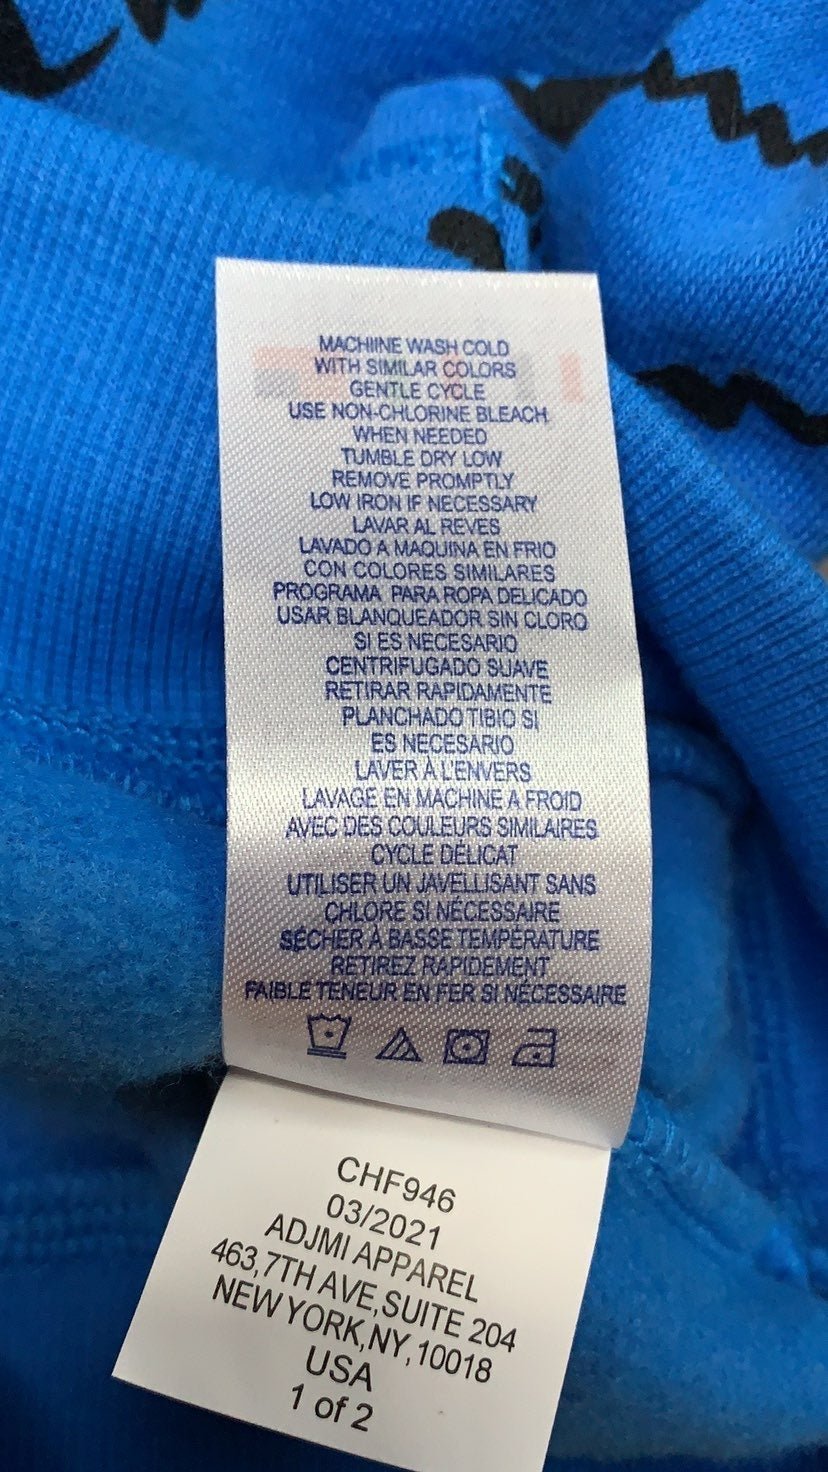 MACHIINE WASH COLD
WITH SIMILAR COLORS
GENTLE CYCLE
USE NON-CHLORINE BLEACH
WHEN NEEDED
TUMBLE DRY LOW
REMOVE PROMPTLY
LOW IRON IF NECESSARY
LAVAR AL REVES
LAVADO A MAQUINA EN FRIO
CON COLORES SIMILARES
PROGRAMA PARA ROPA DELICADO
USAR BLANQUEADOR SIN CLORO
SI ES NECESARIO
CENTRIFUGADO SUAVE
RETIRAR RAPIDAMENTE
PLANCHADO TIBIO SI
ES NECESARIO
LAVER À L'ENVERS
LAVAGE EN MACHINE A FROID
AVEC DES COULEURS SIMILAIRES
CYCLE DÉLICAT
UTILISER UN JAVELLISANT SANS
CHLORE SI NÉCESSAIRE
SÉCHER À BASSE TEMPÉRATURE
RETIREZ RAPIDEMENT
FAIBLE TENEUR EN FER SI NÉCESSAIRE
CHF946
03/2021
ADJMI APPAREL
463,7TH AVE,SUITE 204
NEW YORK,NY,10018
USA
1 of 2